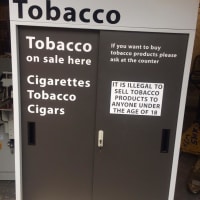 Tobacco
Tobacco
on sale here
Cigarettes
Tobacco
Cigars
If you want to buy
tobacco products please
ask at the counter
IT IS ILLEGAL TO
SELL TOBACCO
PRODUCTS TO
ANYONE UNDER
THE AGE OF 18